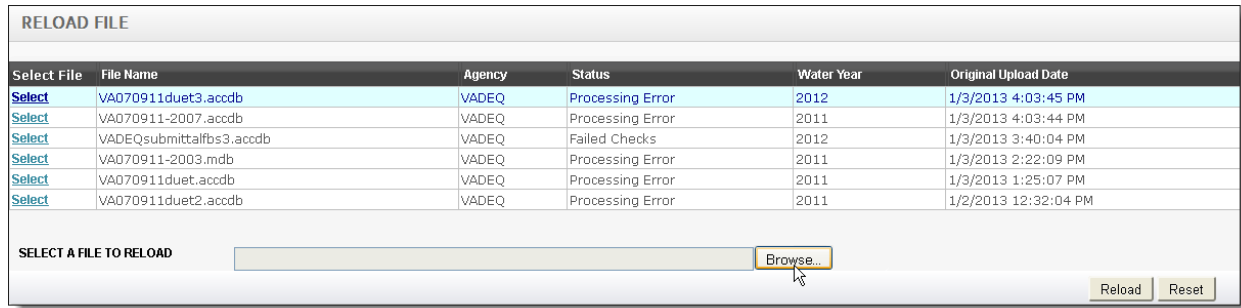 RELOAD FILE
Select File File Name Agency Status Water Year Original Upload Date
Select VA070911duet3.accdb VADEQ Processing Error 2012 1/3/2013 4:03:45 PM
Select VA070911-2007.accdb VADEQ Processing Error 2011 1/3/2013 4:03:44 PM
Select VADEQsubmittalfbs3.accdb VADEQ Failed Checks 2012 1/3/2013 3:40:04 PM
Select VA070911-2003.mdb VADEQ Processing Error 2011 1/3/2013 2:22:09 PM
Select VA070911duet.accdb VADEQ Processing Error 2011 1/3/2013 1:25:07 PM
Select VA070911duet2.accdb VADEQ Processing Error 2011 1/2/2013 12:32:04 PM
SELECT A FILE TO RELOAD Browse...
Reload Reset